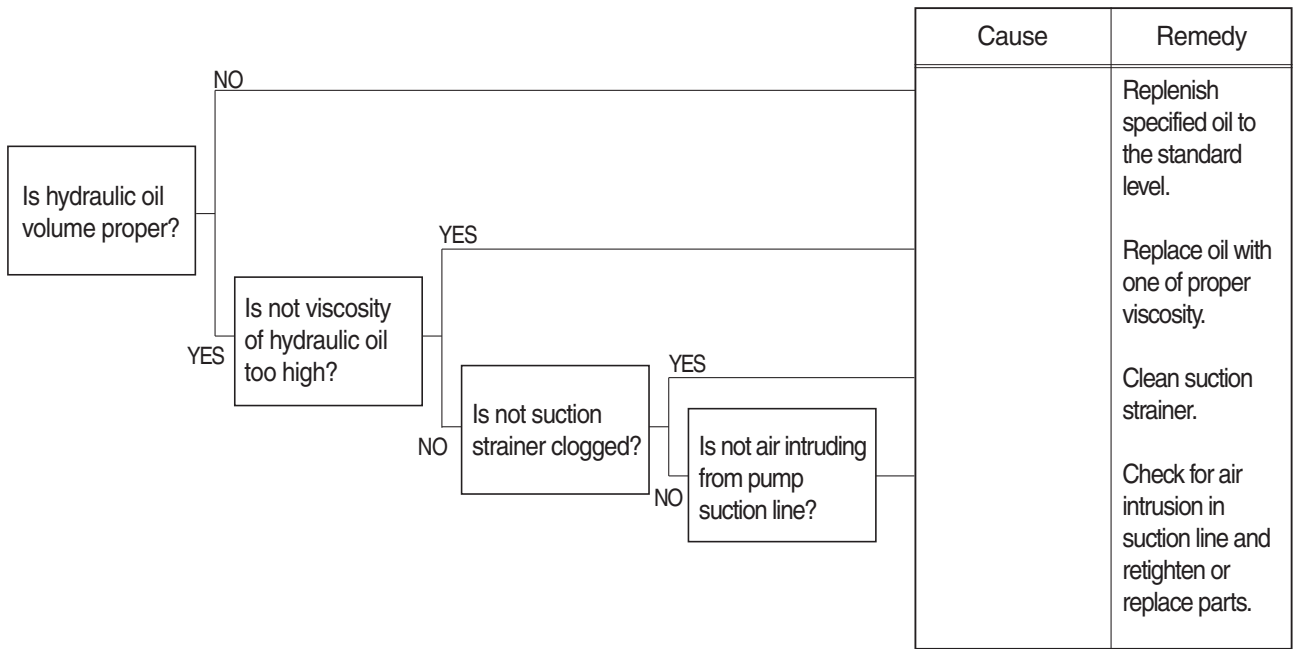 Cause
Remedy
NO
Is hydraulic oil
volume proper?
YES
Is not viscosity
of hydraulic oil
too high?
YES
NO
Is not suction
strainer clogged?
YES
NO
Is not air intruding
from pump
suction line?
Replenish
specified oil to
the standard
level.
Replace oil with
one of proper
viscosity.
Clean suction
strainer.
Check for air
intrusion in
suction line and
retighten or
replace parts.